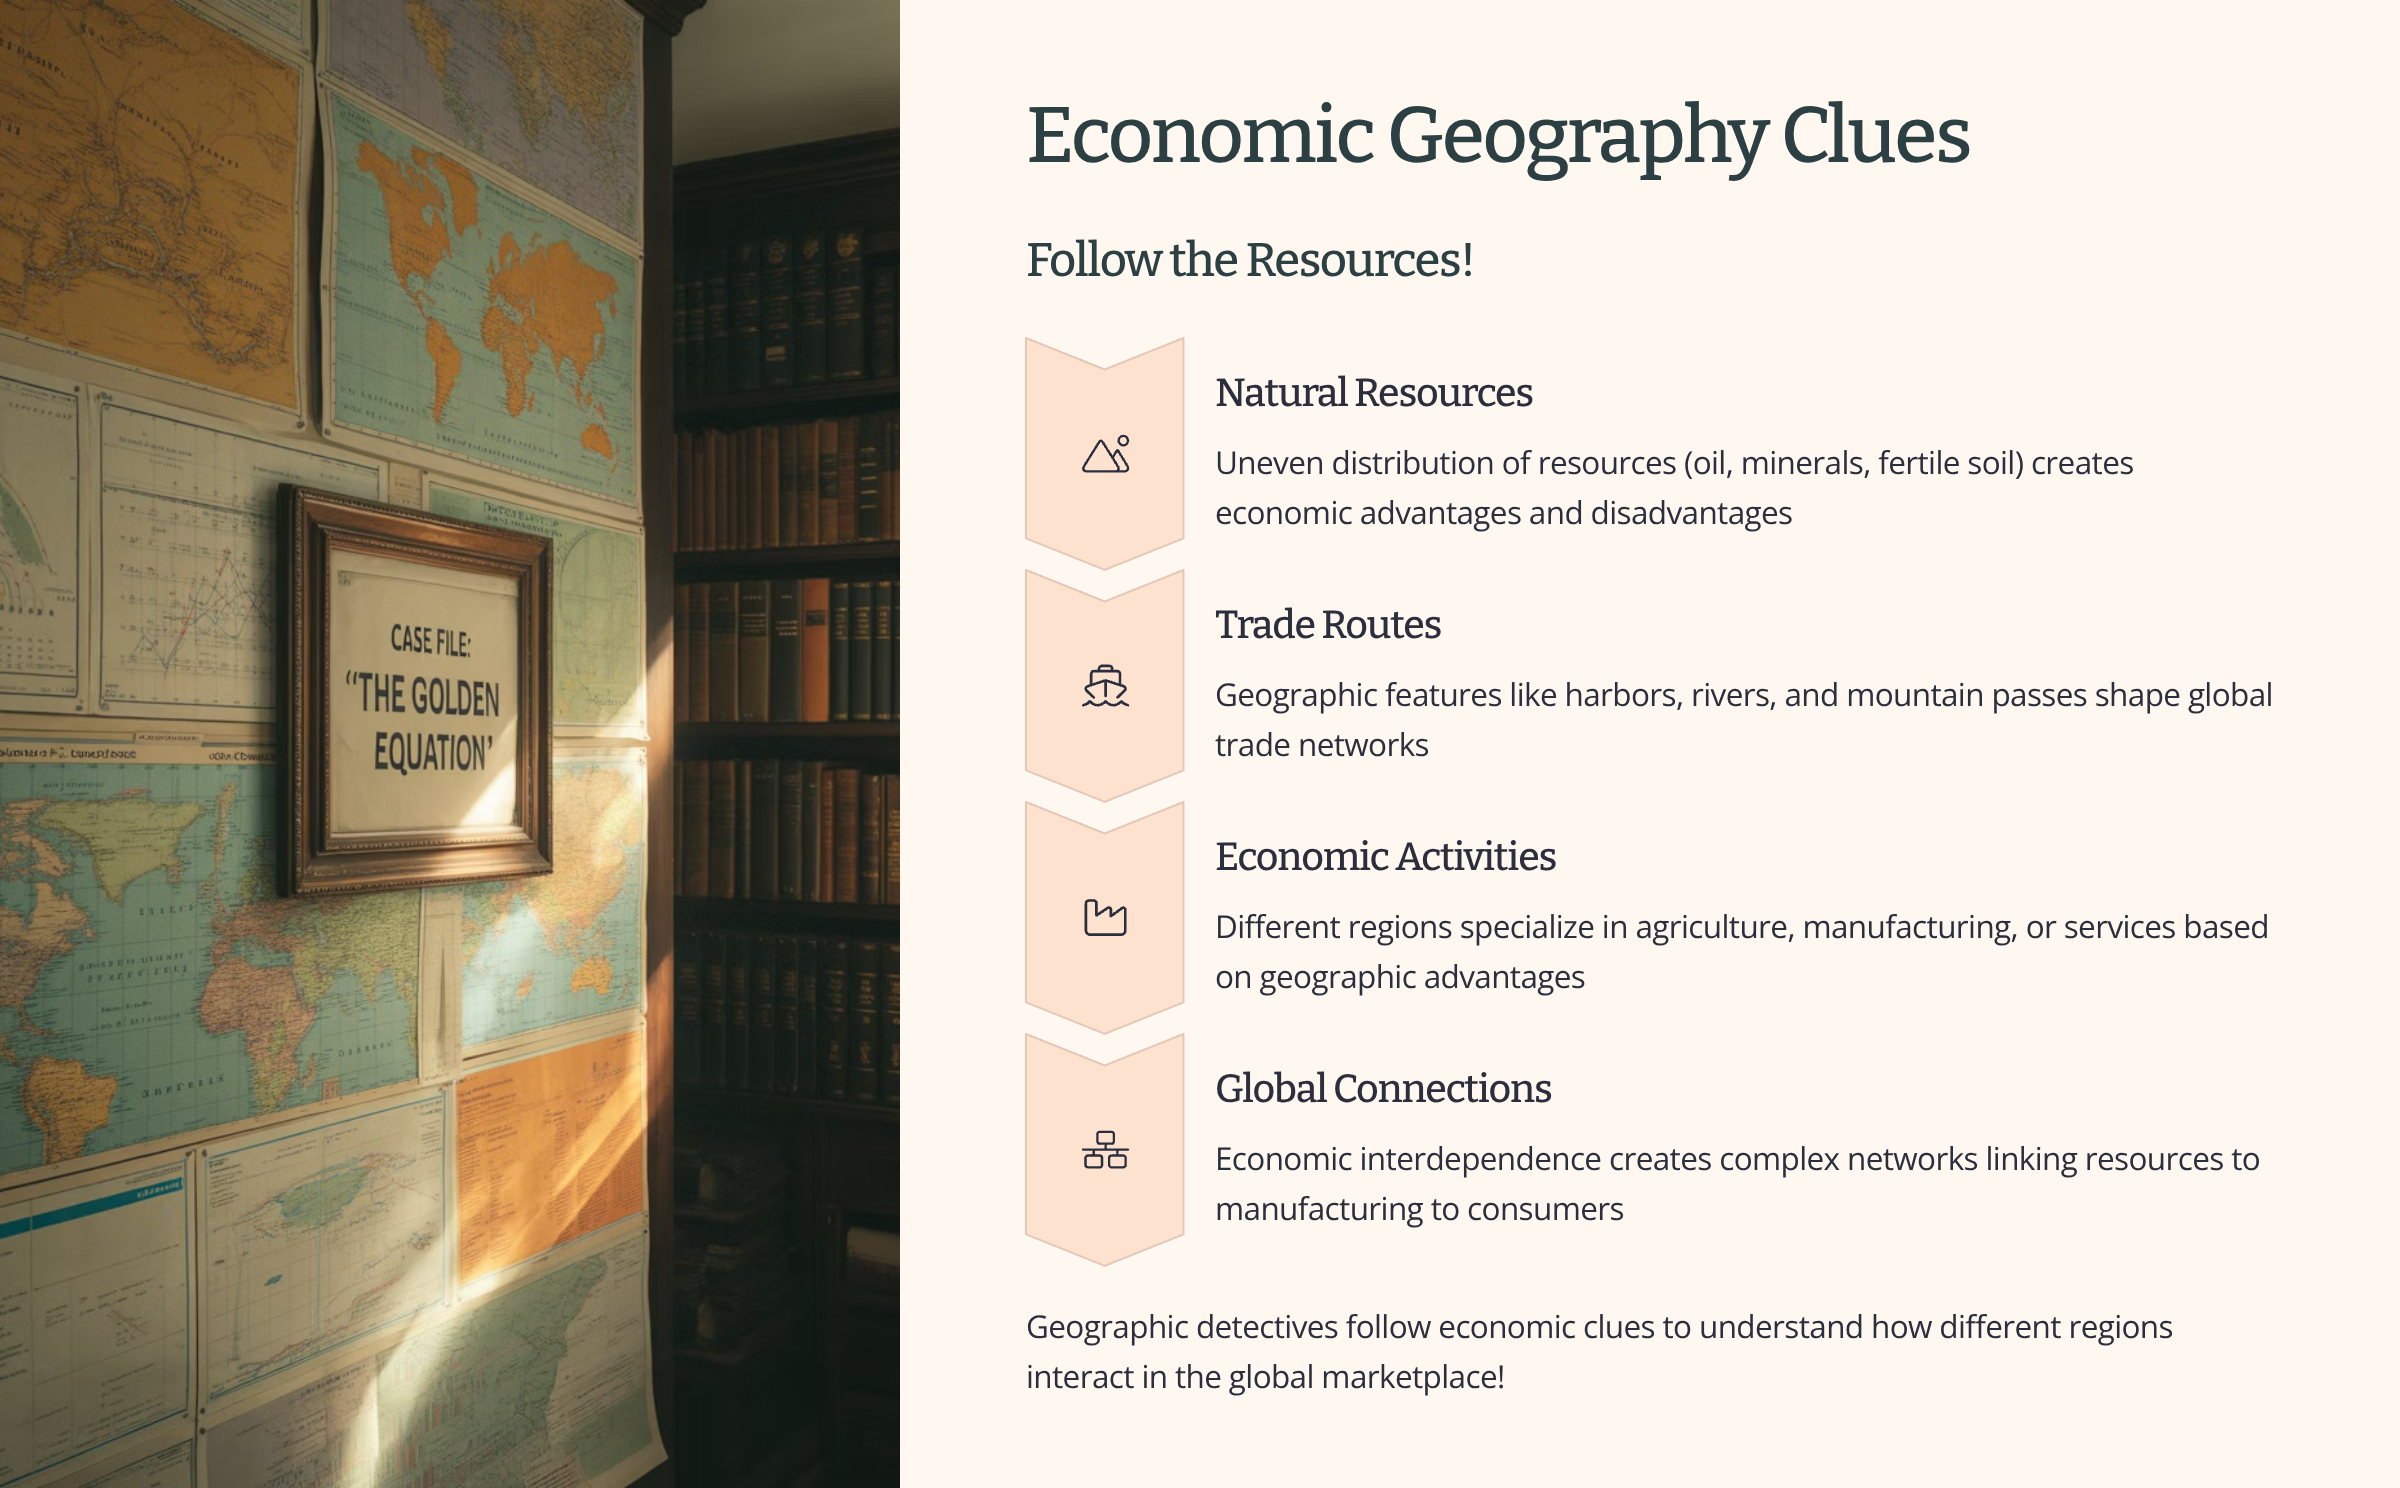 CASE FILE:
“THE GOLDEN
EQUATION’
Economic Geography Clues
Follow the Resources!
Natural Resources
Uneven distribution of resources (oil, minerals, fertile soil) creates
economic advantages and disadvantages
Trade Routes
Geographic features like harbors, rivers, and mountain passes shape global
trade networks
Economic Activities
Different regions specialize in agriculture, manufacturing, or services based
on geographic advantages
Global Connections
Economic interdependence creates complex networks linking resources to
manufacturing to consumers
Geographic detectives follow economic clues to understand how different regions
interact in the global marketplace!